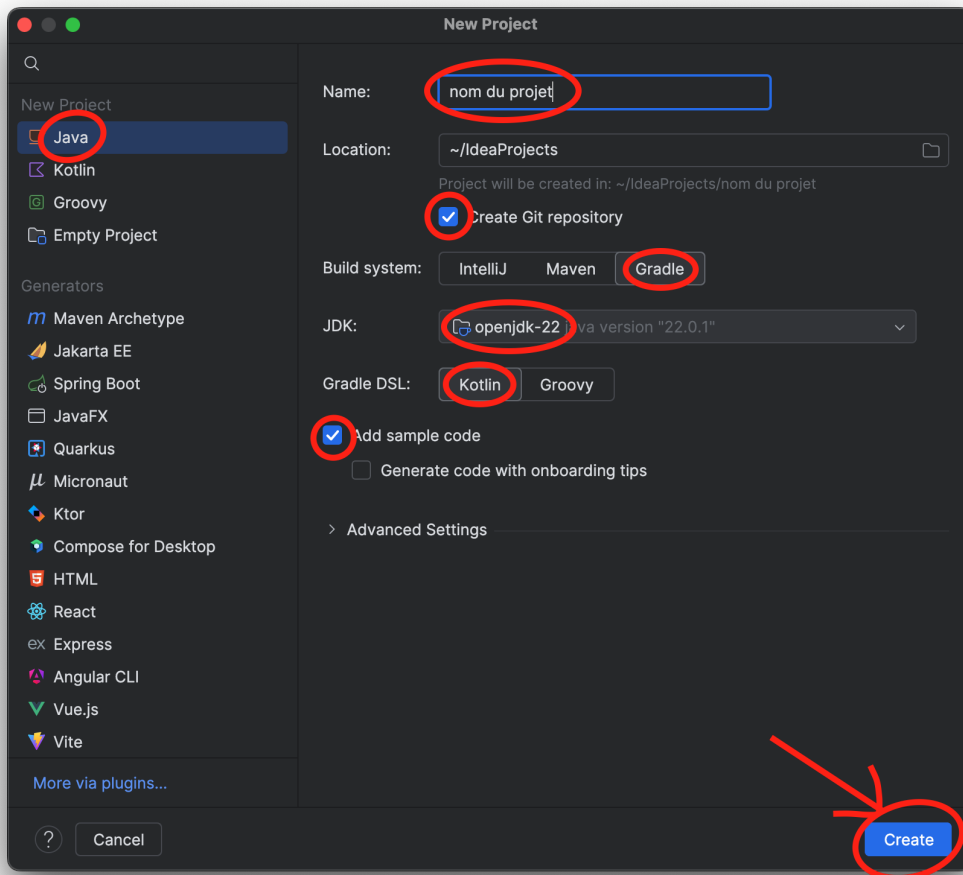 New Project
New Project
Java
Kotlin
Groovy
Empty Project
Generators
Maven Archetype
Jakarta EE
Spring Boot
JavaFX
Quarkus
Micronaut
Ktor
Compose for Desktop
HTML
React
Express
Angular CLI
Vue.js
Vite
More via plugins...
? Cancel
Name: nom du projet
Location: ~/IdeaProjects
Project will be created in: ~/IdeaProjects/nom du projet
Create Git repository
Build system: IntelliJ Maven Gradle
JDK: openjdk-22 java version "22.0.1"
Gradle DSL: Kotlin Groovy
Add sample code
Generate code with onboarding tips
Advanced Settings
Create